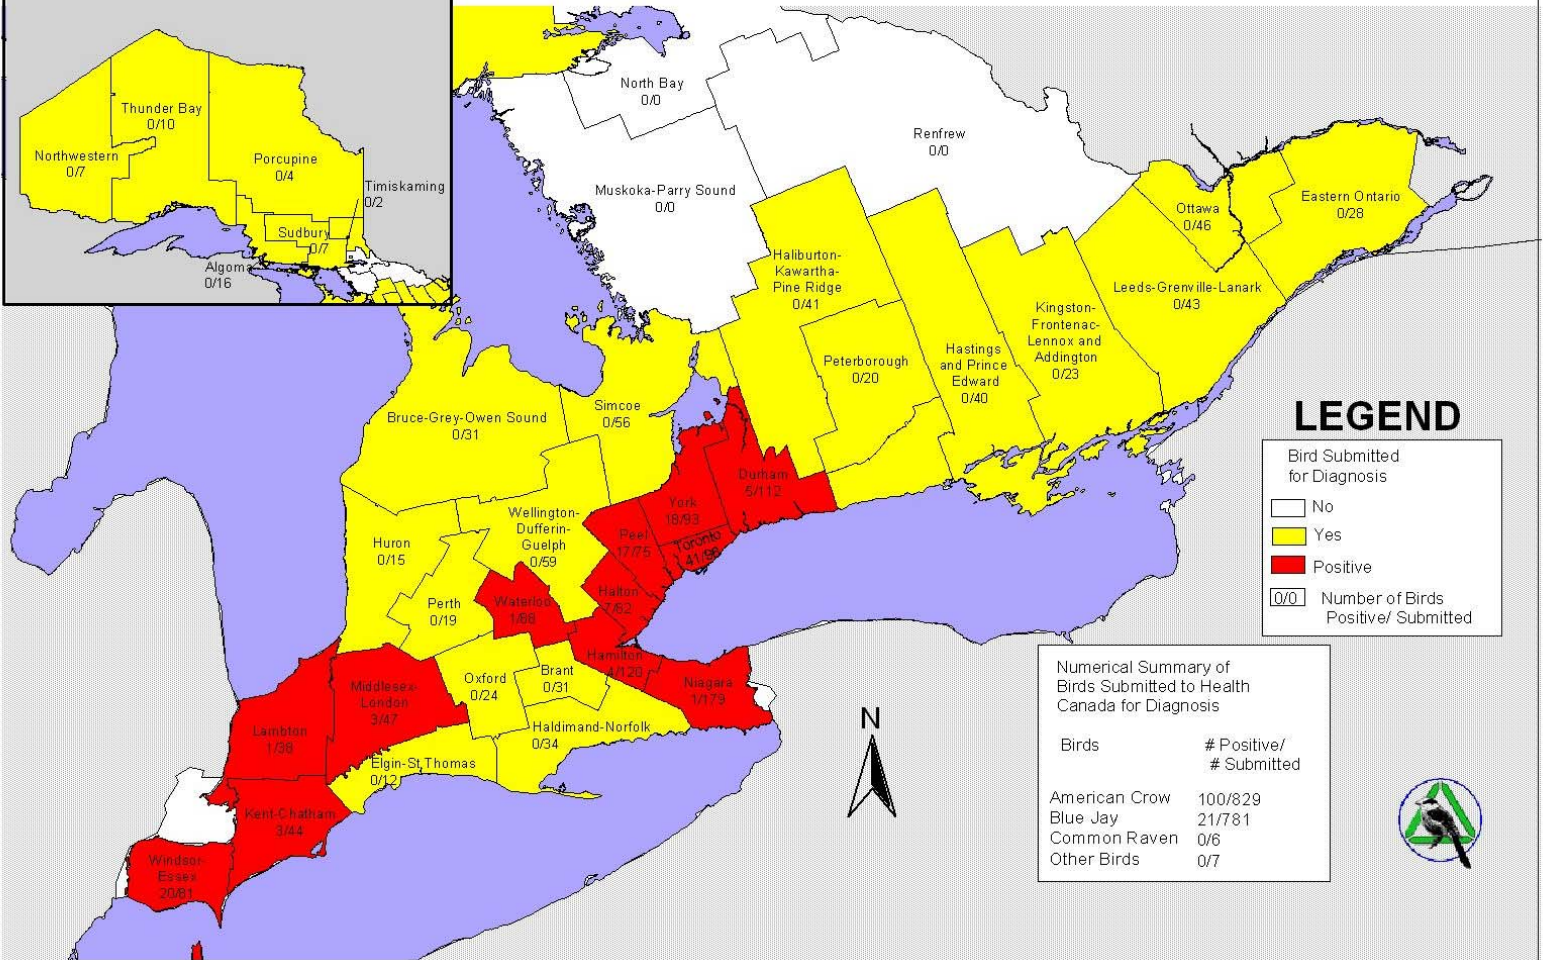 Thunder Bay
0/10
Northwestern
0/7
Porcupine
0/4
Timiskaming
0/2
Sudbury
0/7
Algoma
0/16
North Bay
0/0
Renfrew
0/0
Muskoka-Parry Sound
0/0
Ottawa
0/46
Eastern Ontario
0/28
Haliburton-
Kawartha-
Pine Ridge
0/41
Leeds-Grenville-Lanark
0/43
Kingston-
Frontenac-
Lennox and
Addington
0/23
Hastings
and Prince
Edward
0/40
Peterborough
0/20
Simcoe
0/56
Bruce-Grey-Owen Sound
0/31
Durham
5/112
York
18/93
Peel
17/75
Toronto
Wellington-
Dufferin-
Guelph
0/59
Huron
0/15
Halton
7/62
Perth
0/19
Waterloo
Hamilton
4/120
Niagara
1/179
Brant
0/31
Oxford
0/24
Middlesex-
London
3/47
Haldimand-Norfolk
0/34
Lambton
1/38
Elgin-St.Thomas
0/12
Kent-Chatham
3/44
Windsor-
Essex
20/81
LEGEND
Bird Submitted
for Diagnosis
No
Yes
Positive
0/0 Number of Birds
Positive/ Submitted
Numerical Summary of
Birds Submitted to Health
Canada for Diagnosis
Birds # Positive/
# Submitted
American Crow 100/829
Blue Jay 21/781
Common Raven 0/6
Other Birds 0/7
N